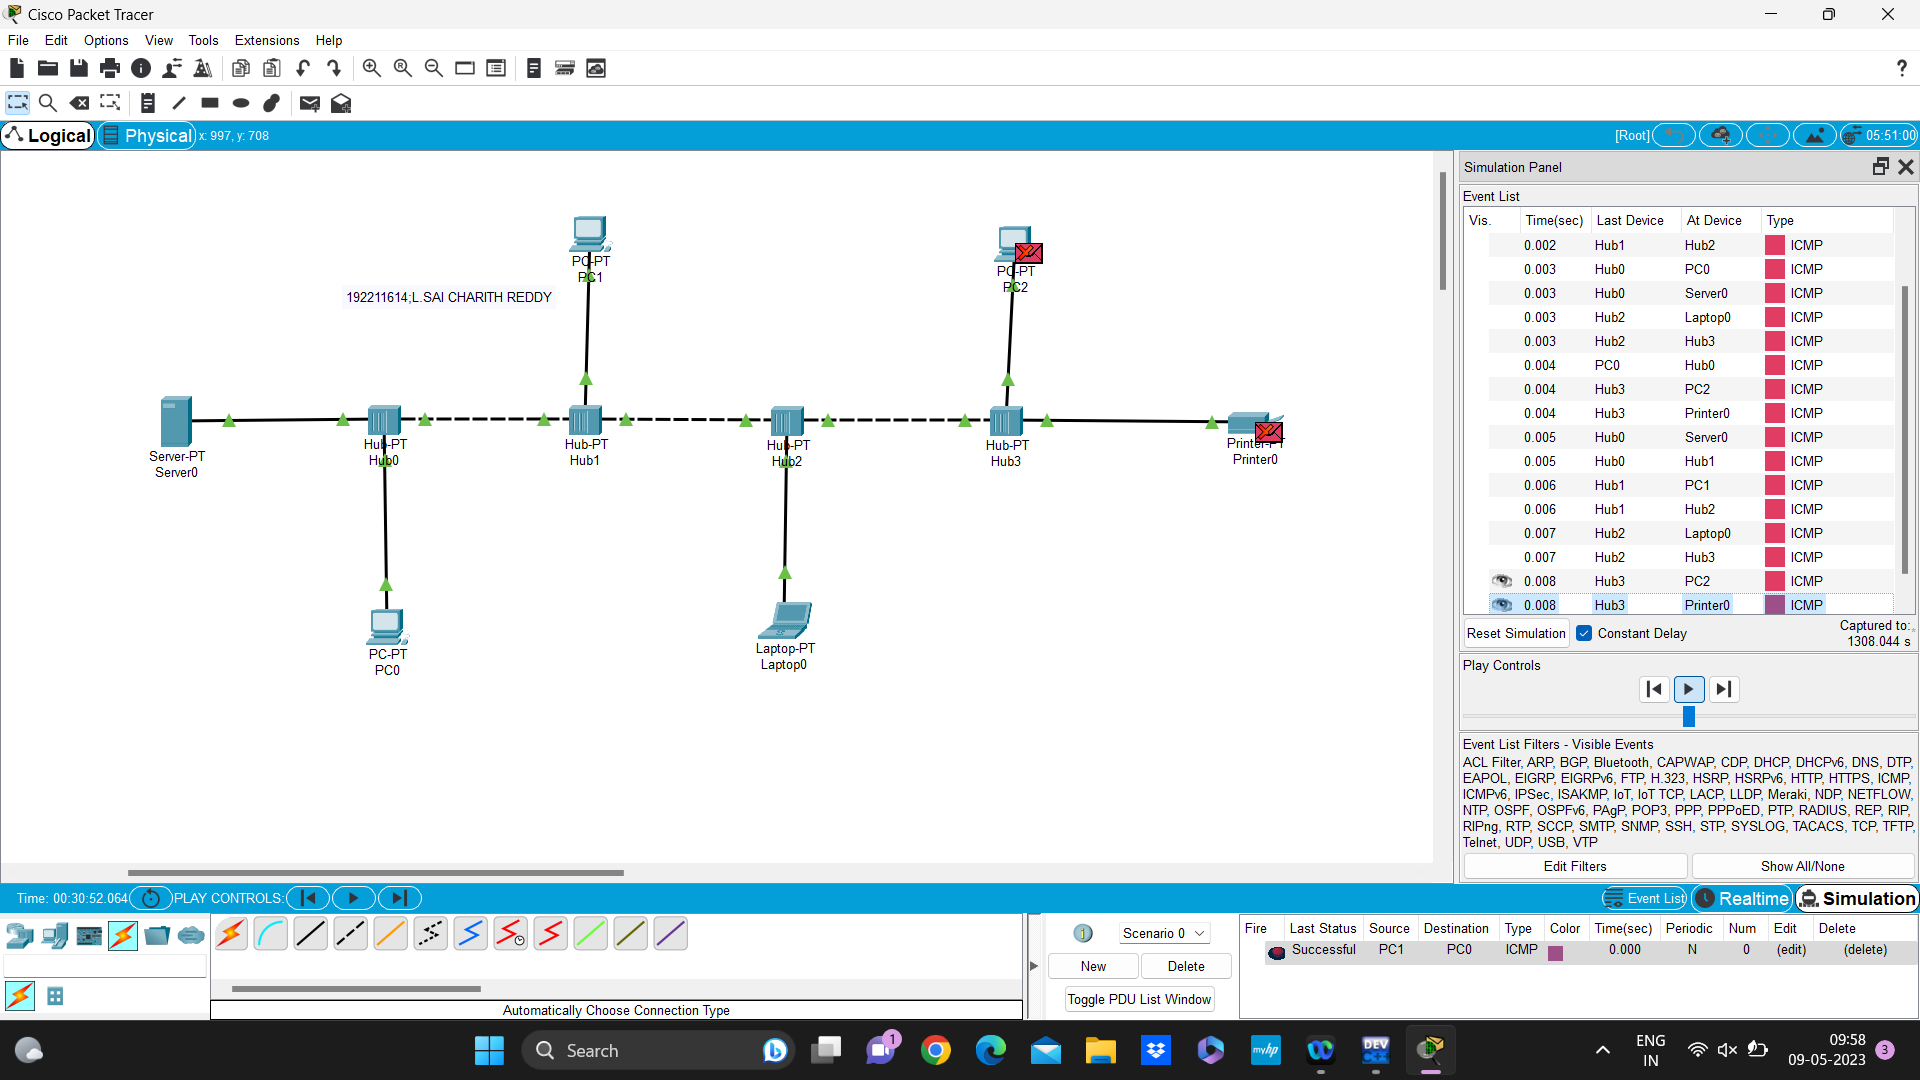 Cisco Packet Tracer
File Edit Options View Tools Extensions Help
?
Logical Physical x: 997, y: 708 [Root] 05:51:00
PC-PT
PC1
PC-PT
PC2
192211614;L.SAI CHARITH REDDY
Server-PT
Server0
Hub-PT
Hub0
Hub-PT
Hub1
Hub-PT
Hub2
Hub-PT
Hub3
Printer-PT
Printer0
PC-PT
PC0
Laptop-PT
Laptop0
Simulation Panel
Event List
Vis. Time(sec) Last Device At Device Type
0.002 Hub1 Hub2 ICMP
0.003 Hub0 PC0 ICMP
0.003 Hub0 Server0 ICMP
0.003 Hub2 Laptop0 ICMP
0.003 Hub2 Hub3 ICMP
0.004 PC0 Hub0 ICMP
0.004 Hub3 PC2 ICMP
0.004 Hub3 Printer0 ICMP
0.005 Hub0 Server0 ICMP
0.005 Hub0 Hub1 ICMP
0.006 Hub1 PC1 ICMP
0.006 Hub1 Hub2 ICMP
0.007 Hub2 Laptop0 ICMP
0.007 Hub2 Hub3 ICMP
0.008 Hub3 PC2 ICMP
0.008 Hub3 Printer0 ICMP
Reset Simulation Constant Delay Captured to:
1308.044 s
Play Controls
Event List Filters - Visible Events
ACL Filter, ARP, BGP, Bluetooth, CAPWAP, CDP, DHCP, DHCPv6, DNS, DTP,
EAPOL, EIGRP, EIGRPv6, FTP, H.323, HSRP, HSRPv6, HTTP, HTTPS, ICMP,
ICMPv6, IPSec, ISAKMP, IoT, IoT TCP, LACP, LLDP, Meraki, NDP, NETFLOW,
NTP, OSPF, OSPFv6, PAgP, POP3, PPP, PPPoED, PTP, RADIUS, REP, RIP,
RIPng, RTP, SCCP, SMTP, SNMP, SSH, STP, SYSLOG, TACACS, TCP, TFTP,
Telnet, UDP, USB, VTP
Edit Filters Show All/None
Time: 00:30:52.064 PLAY CONTROLS: Event List Realtime Simulation
Automatically Choose Connection Type
1 Scenario 0
New Delete
Toggle PDU List Window
Fire Last Status Source Destination Type Color Time(sec) Periodic Num Edit Delete
Successful PC1 PC0 ICMP 0.000 N 0 (edit) (delete)
Search
1
myhp
DEV
C++
ENG
IN
09:58
09-05-2023
3